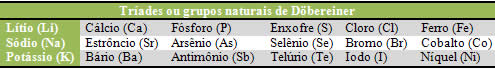 Tríades ou grupos naturais de Döbereiner
Lítio (Li) Cálcio (Ca) Fósforo (P) Enxofre (S) Cloro (Cl) Ferro (Fe)
Sódio (Na) Estrôncio (Sr) Arsênio (As) Selênio (Se) Bromo (Br) Cobalto (Co)
Potássio (K) Bário (Ba) Antimônio (Sb) Telúrio (Te) Iodo (I) Níquel (Ni)